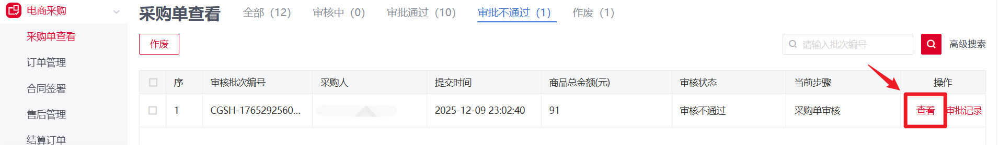 电商采购
采购单查看
订单管理
合同签署
售后管理
结算订单
采购单查看 全部（12） 审核中（0） 审批通过（10） 审批不通过（1） 作废（1）
作废 请输入批次编号 高级搜索
序 审核批次编号 采购人 提交时间 商品总金额(元) 审核状态 当前步骤 操作
1 CGSH-1765292560... 2025-12-09 23:02:40 91 审核不通过 采购单审核 查看 审批记录